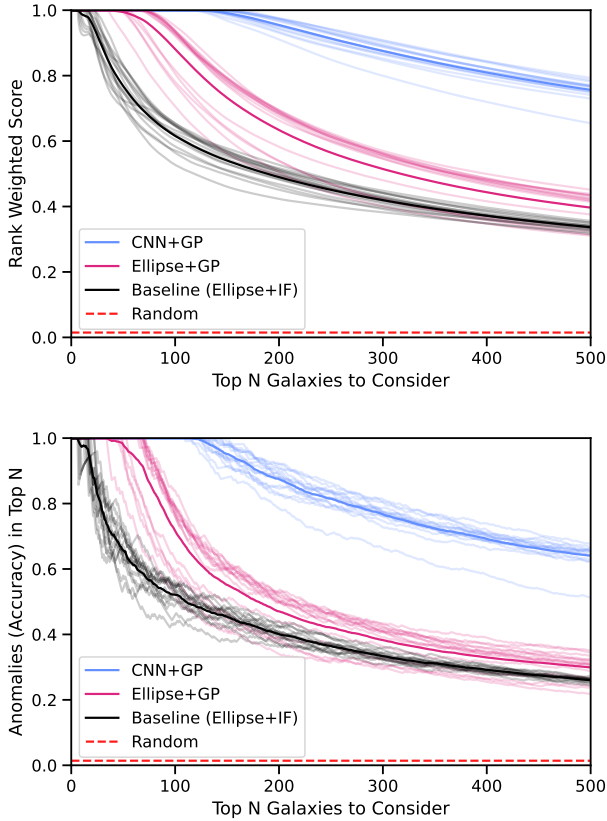 1.0
0.8
0.6
0.4
0.2
0.0
Rank Weighted Score
CNN+GP
Ellipse+GP
Baseline (Ellipse+IF)
Random
0 100 200 300 400 500
Top N Galaxies to Consider
1.0
0.8
0.6
0.4
0.2
0.0
Anomalies (Accuracy) in Top N
CNN+GP
Ellipse+GP
Baseline (Ellipse+IF)
Random
0 100 200 300 400 500
Top N Galaxies to Consider